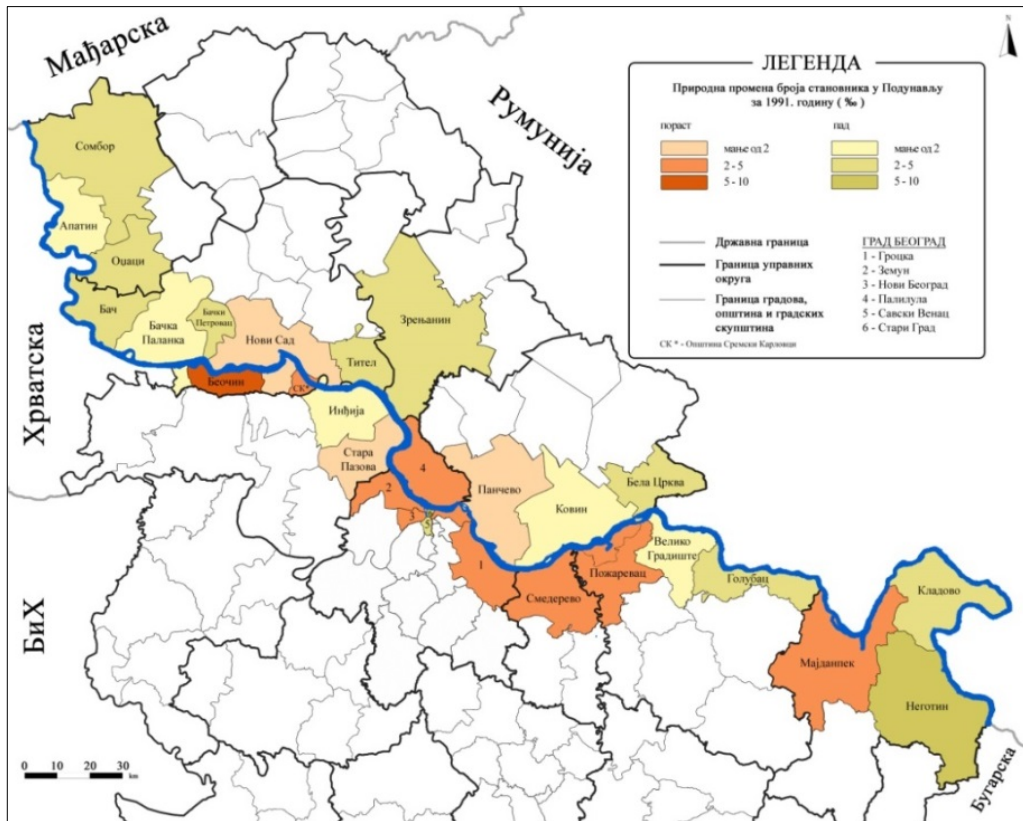 Мађарска
Румунија
Хрватска
БиХ
Бугарска
N
ЛЕГЕНДА
Природна промена броја становника у Подунављу
за 1991. годину ( ‰ )
пораст
мање од 2
2 - 5
5 - 10
пад
мање од 2
2 - 5
5 - 10
Државна граница
Граница управних
округа
Граница градова,
општина и градских
скупштина
СК * - Општина Сремски Карловци
ГРАД БЕОГРАД
1 - Гроцка
2 - Земун
3 - Нови Београд
4 - Палилула
5 - Савски Венац
6 - Стари Град
Сомбор
Апатин
Оџаци
Бач
Бачка
Паланка
Бачки
Петровац
Нови Сад
Беочин
СК*
Тител
Зрењанин
Инђија
Стара
Пазова
4
2
3
5
1
Панчево
Ковин
Бела Црква
Смедерево
Пожаревац
Велико
Градиште
Голубац
Мајданпек
Кладово
Неготин
0 10 20 30
км